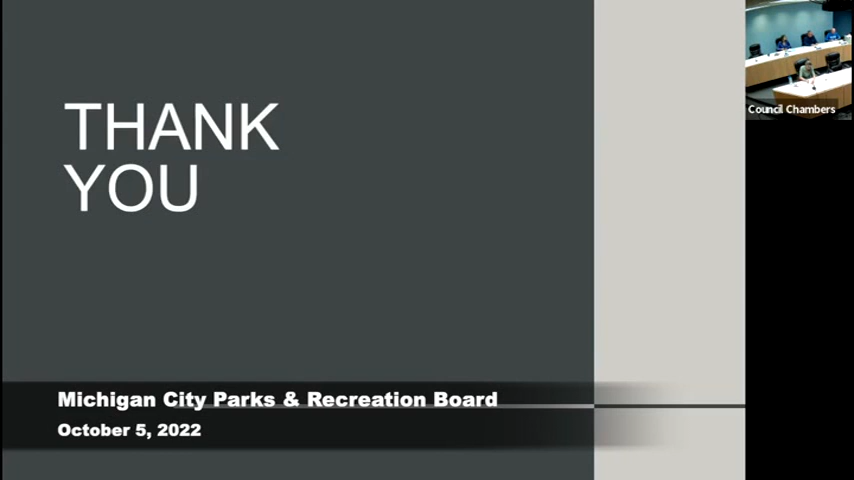 THANK
YOU
Michigan City Parks & Recreation Board
October 5, 2022
Council Chambers